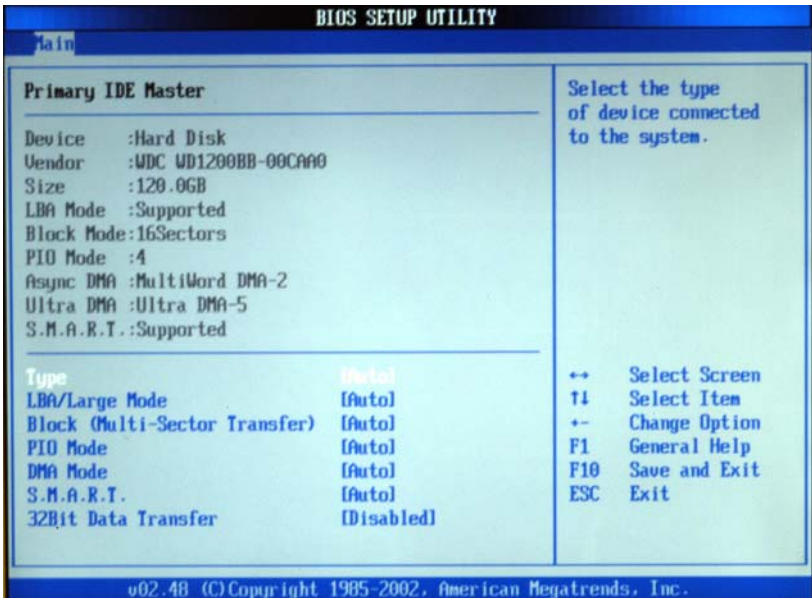 BIOS SETUP UTILITY
Main
Primary IDE Master
Device :Hard Disk
Vendor :WDC WD1200BB-00CAA0
Size :120.0GB
LBA Mode :Supported
Block Mode:16Sectors
PIO Mode :4
Async DMA :MultiWord DMA-2
Ultra DMA :Ultra DMA-5
S.M.A.R.T.:Supported
Type [Auto]
LBA/Large Mode [Auto]
Block (Multi-Sector Transfer) [Auto]
PIO Mode [Auto]
DMA Mode [Auto]
S.M.A.R.T. [Auto]
32Bit Data Transfer [Disabled]
Select the type
of device connected
to the system.
↔ Select Screen
↑↓ Select Item
+- Change Option
F1 General Help
F10 Save and Exit
ESC Exit
v02.48 (C)Copyright 1985-2002, American Megatrends, Inc.